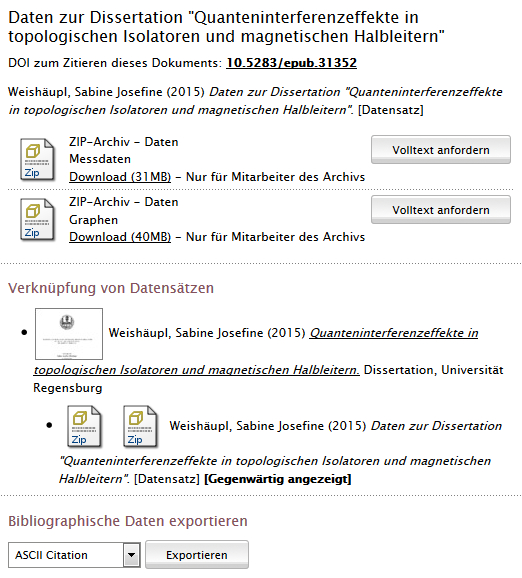 Daten zur Dissertation "Quanteninterferenzeffekte in
topologischen Isolatoren und magnetischen Halbleitern"
DOI zum Zitieren dieses Dokuments: 10.5283/epub.31352
Weishäupl, Sabine Josefine (2015) Daten zur Dissertation "Quanteninterferenzeffekte
in topologischen Isolatoren und magnetischen Halbleitern". [Datensatz]
ZIP-Archiv - Daten
Messdaten
Download (31MB) - Nur für Mitarbeiter des Archivs
Volltext anfordern
Zip
ZIP-Archiv - Daten
Graphen
Download (40MB) - Nur für Mitarbeiter des Archivs
Volltext anfordern
Zip
Verknüpfung von Datensätzen
Weishäupl, Sabine Josefine (2015) Quanteninterferenzeffekte in
topologischen Isolatoren und magnetischen Halbleitern. Dissertation, Universität
Regensburg
Zip Zip Weishäupl, Sabine Josefine (2015) Daten zur Dissertation
"Quanteninterferenzeffekte in topologischen Isolatoren und magnetischen
Halbleitern". [Datensatz] [Gegenwärtig angezeigt]
Bibliographische Daten exportieren
ASCII Citation Exportieren